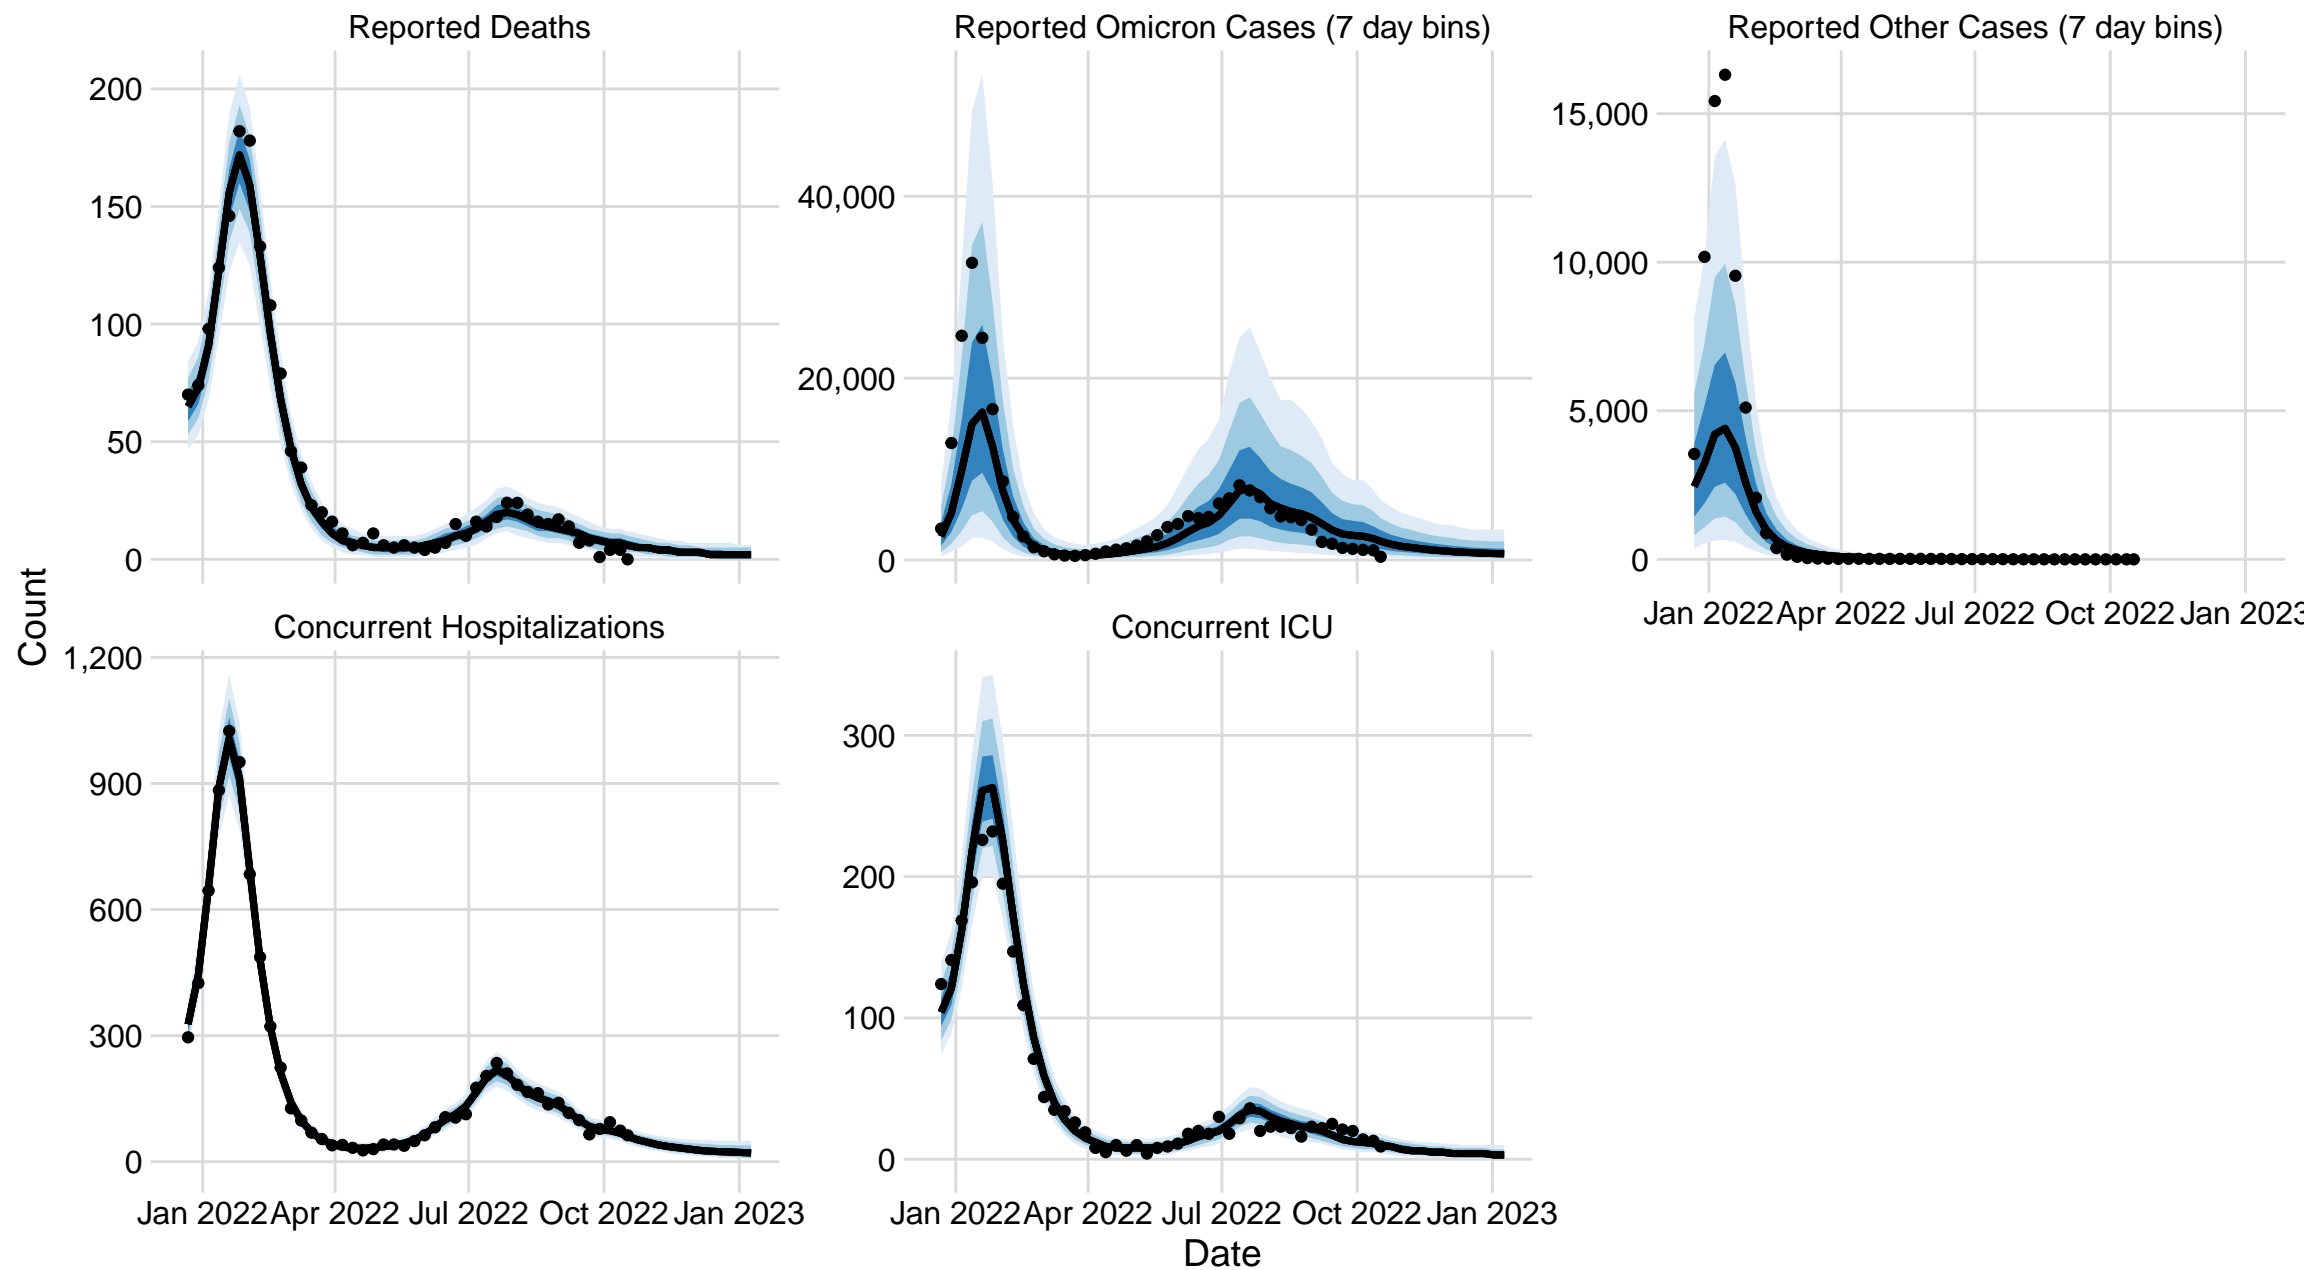 Reported Deaths
Reported Omicron Cases (7 day bins)
Reported Other Cases (7 day bins)
200
150
100
50
0
40,000
20,000
0
15,000
10,000
5,000
0
Jan 2022 Apr 2022 Jul 2022 Oct 2022 Jan 2023
Count
Concurrent Hospitalizations
Concurrent ICU
1,200
900
600
300
0
300
200
100
0
Jan 2022 Apr 2022 Jul 2022 Oct 2022 Jan 2023
Jan 2022 Apr 2022 Jul 2022 Oct 2022 Jan 2023
Date